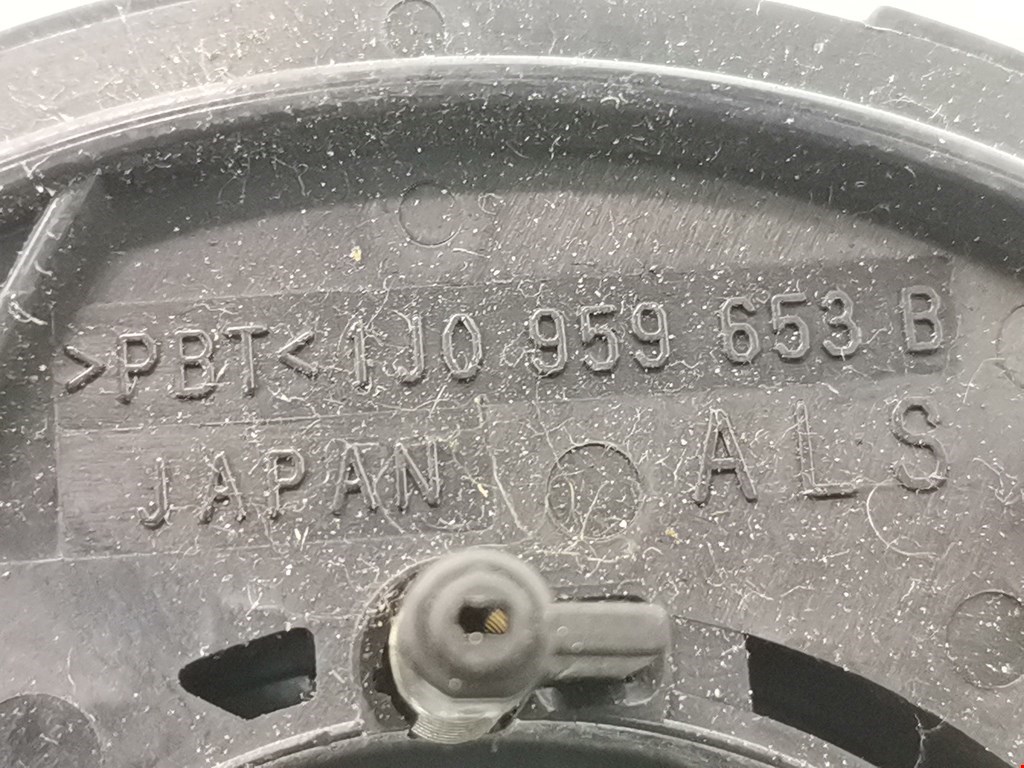 >PBT< 1J0 959 653 B
JAPAN ALS